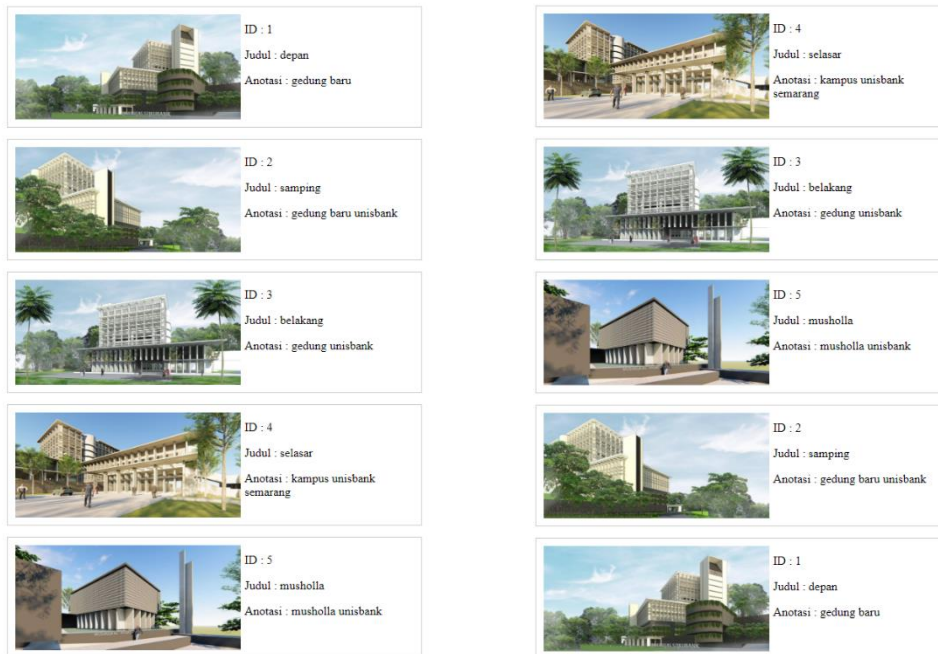 ID : 1
Judul : depan
Anotasi : gedung baru
ID : 2
Judul : samping
Anotasi : gedung baru unisbank
ID : 3
Judul : belakang
Anotasi : gedung unisbank
ID : 4
Judul : selasar
Anotasi : kampus unisbank
semarang
ID : 5
Judul : musholla
Anotasi : musholla unisbank
ID : 4
Judul : selasar
Anotasi : kampus unisbank
semarang
ID : 3
Judul : belakang
Anotasi : gedung unisbank
ID : 5
Judul : musholla
Anotasi : musholla unisbank
ID : 2
Judul : samping
Anotasi : gedung baru unisbank
ID : 1
Judul : depan
Anotasi : gedung baru